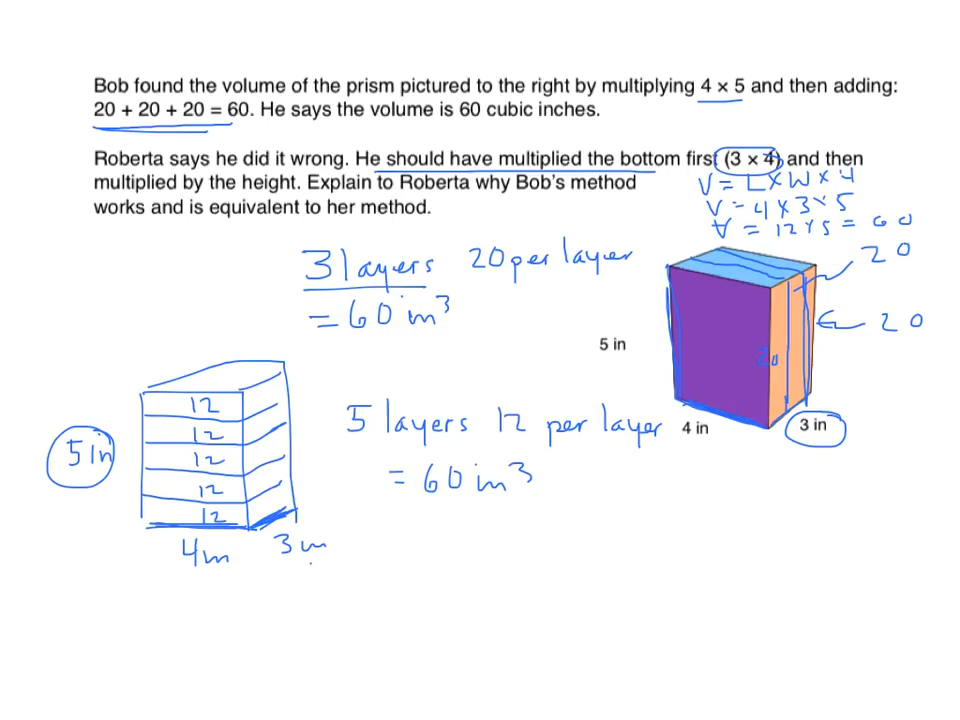 Bob found the volume of the prism pictured to the right by multiplying 4 × 5 and then adding:
20 + 20 + 20 = 60. He says the volume is 60 cubic inches.
Roberta says he did it wrong. He should have multiplied the bottom first (3 × 4) and then
multiplied by the height. Explain to Roberta why Bob's method
works and is equivalent to her method.
V = L x W x H
V = 4 x 3 x 5
V = 12 x 5 = 60
3 layers 20 per layer
= 60 in³
20
20
5 in
20
4 in
3 in
12
12
12
12
12
5 in
4 in
3 in
5 layers 12 per layer
= 60 in³